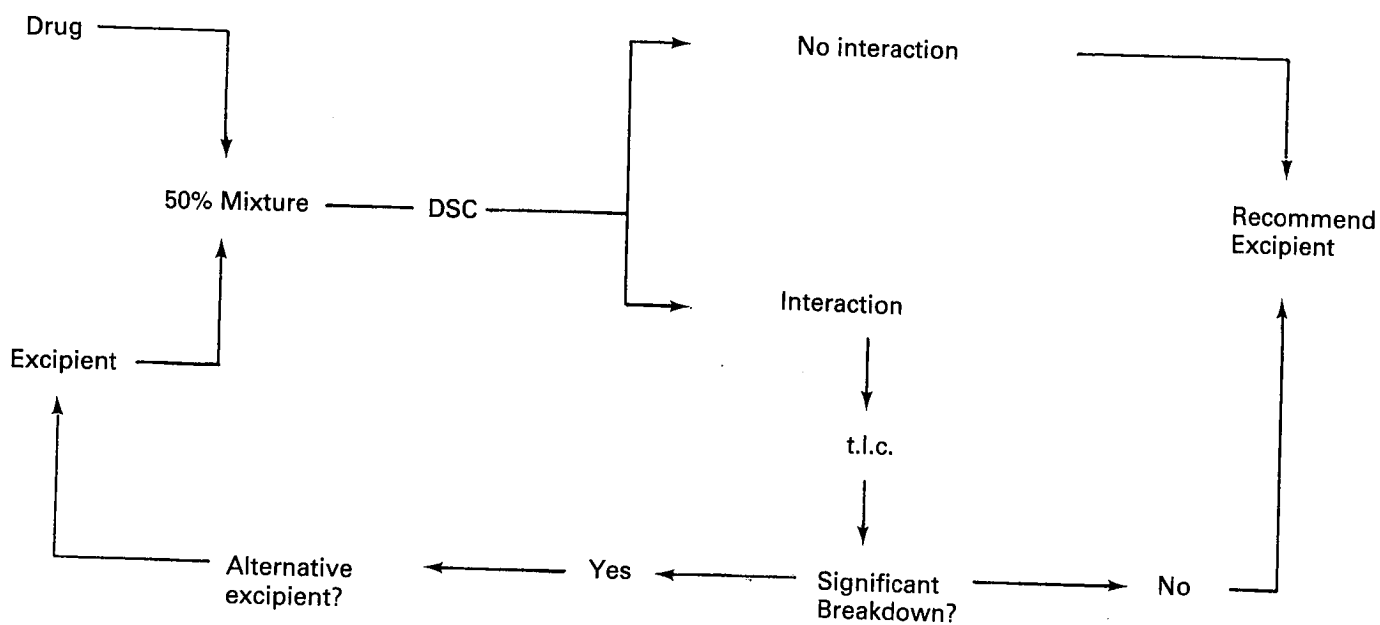 Drug
No interaction
50% Mixture
DSC
Recommend
Excipient
Interaction
Excipient
t.l.c.
Alternative
excipient?
Yes
Significant
Breakdown?
No